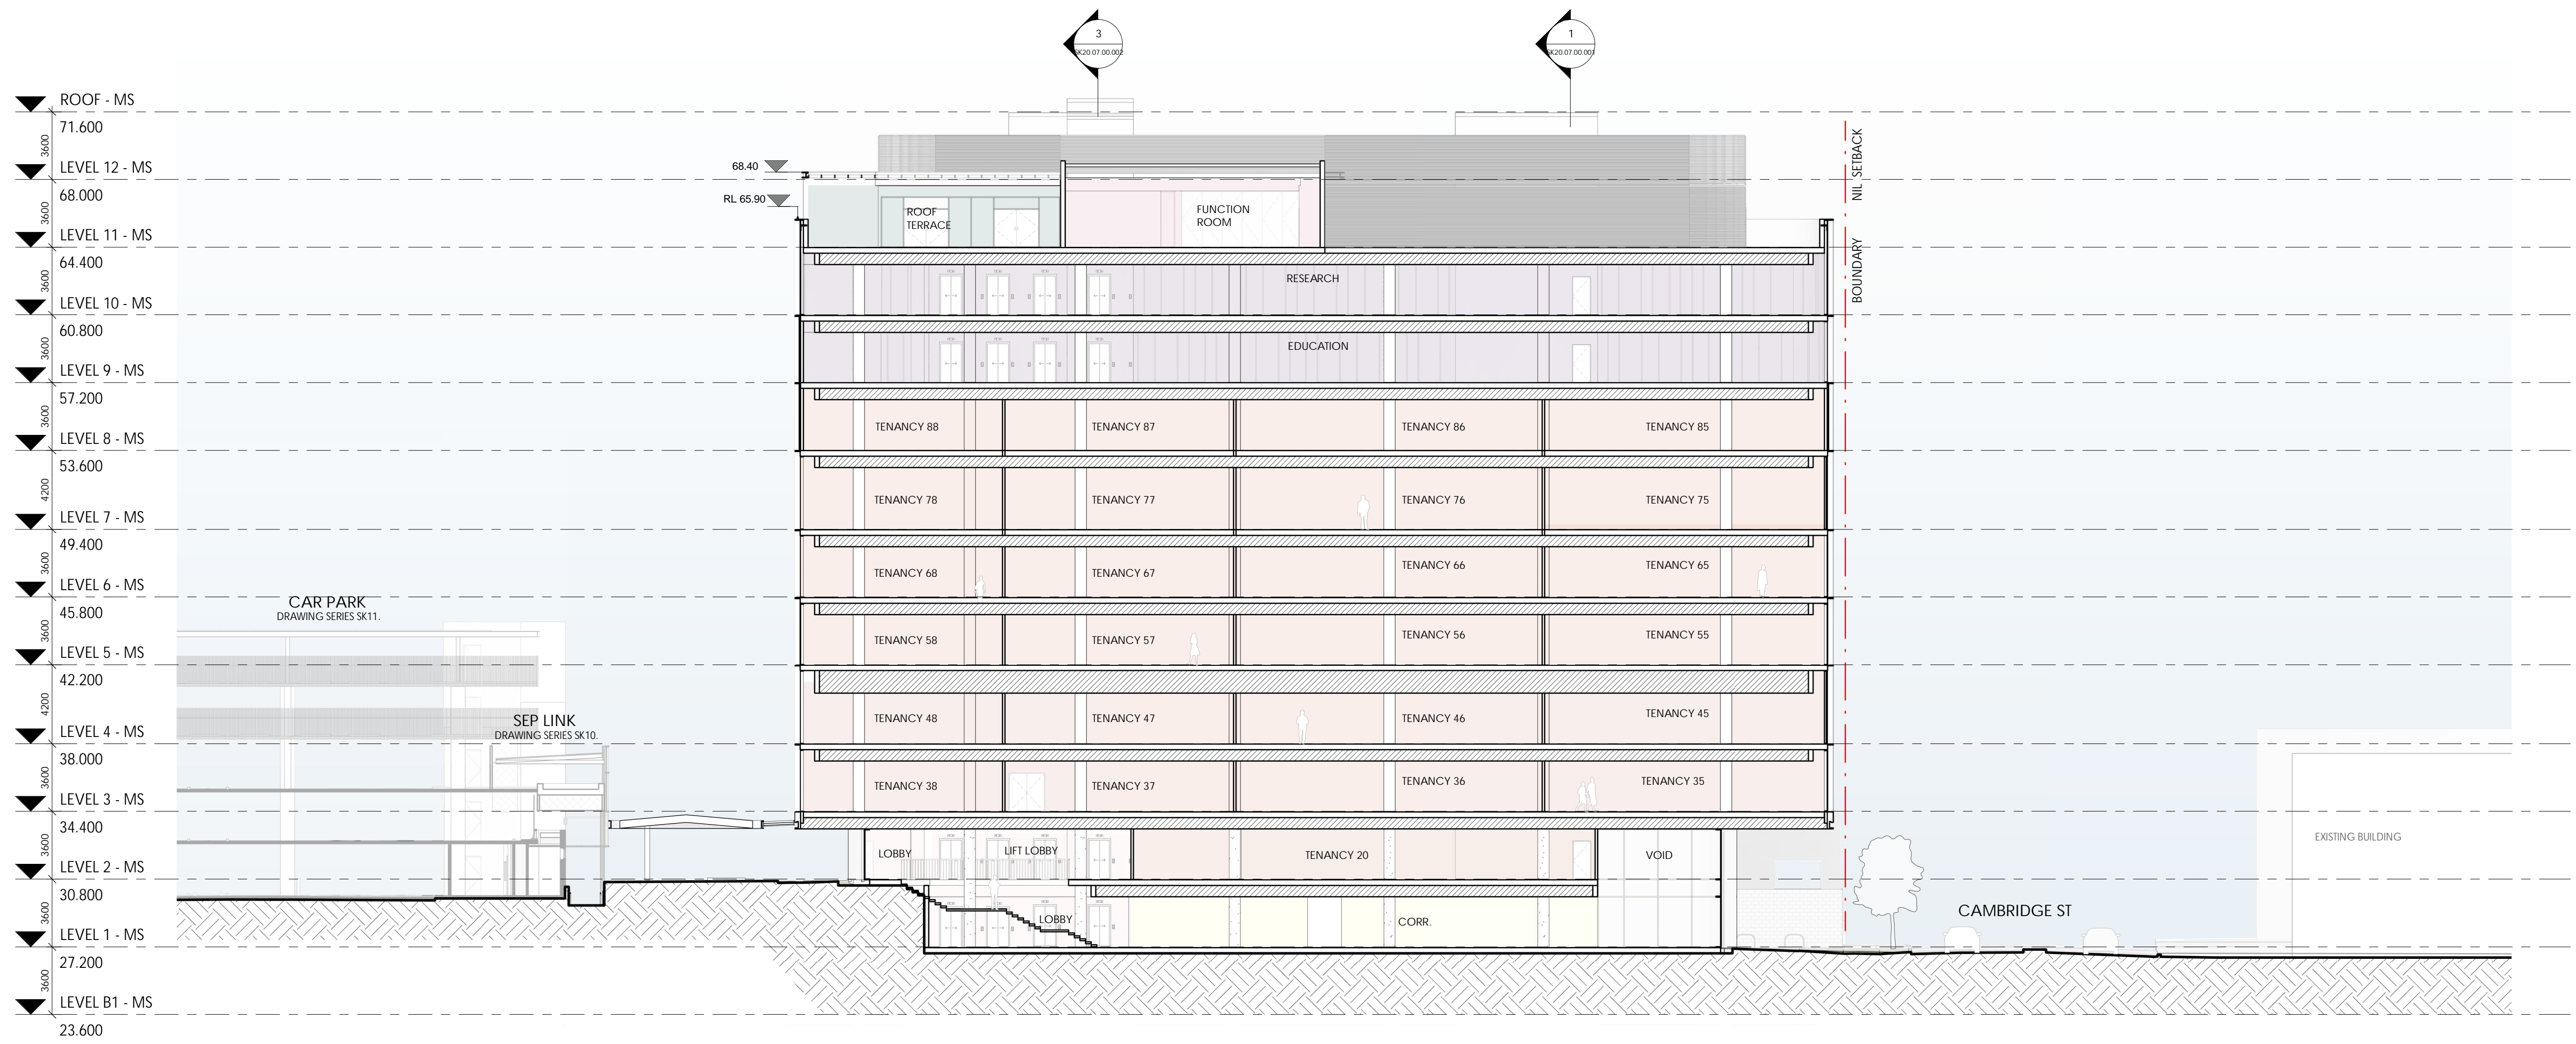 3
SK20.07.00.002
1
SK20.07.00.001
ROOF - MS
71.600
3600
LEVEL 12 - MS
68.000
3600
LEVEL 11 - MS
64.400
3600
LEVEL 10 - MS
60.800
3600
LEVEL 9 - MS
57.200
3600
LEVEL 8 - MS
53.600
4200
LEVEL 7 - MS
49.400
3600
LEVEL 6 - MS
45.800
3600
LEVEL 5 - MS
42.200
4200
LEVEL 4 - MS
38.000
3600
LEVEL 3 - MS
34.400
3600
LEVEL 2 - MS
30.800
3600
LEVEL 1 - MS
27.200
3600
LEVEL B1 - MS
23.600
68.40
RL 65.90
ROOF
TERRACE
FUNCTION
ROOM
NIL SETBACK
BOUNDARY
RESEARCH
EDUCATION
TENANCY 88
TENANCY 87
TENANCY 86
TENANCY 85
TENANCY 78
TENANCY 77
TENANCY 76
TENANCY 75
TENANCY 68
TENANCY 67
TENANCY 66
TENANCY 65
TENANCY 58
TENANCY 57
TENANCY 56
TENANCY 55
TENANCY 48
TENANCY 47
TENANCY 46
TENANCY 45
TENANCY 38
TENANCY 37
TENANCY 36
TENANCY 35
LOBBY
LIFT LOBBY
TENANCY 20
VOID
LOBBY
CORR.
CAR PARK
DRAWING SERIES SK11.
SEP LINK
DRAWING SERIES SK10.
EXISTING BUILDING
CAMBRIDGE ST